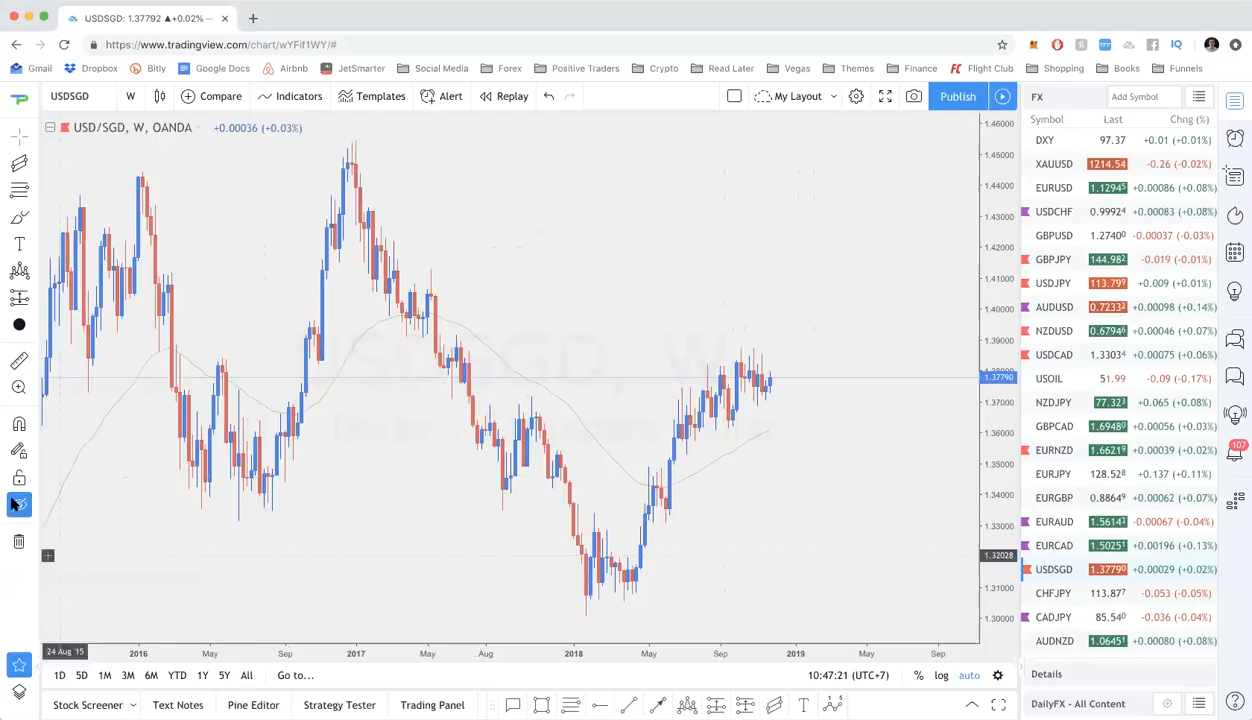 USDSGD: 1.37792 ▲+0.02% —
https://www.tradingview.com/chart/wYFif1WY/#
Gmail Dropbox Bitly Google Docs Airbnb JetSmarter Social Media Forex Positive Traders Crypto Read Later Vegas Themes Finance Flight Club Shopping Books Funnels
USDSGD W Compare Indicators Templates Alert Replay My Layout Publish FX Add Symbol
Symbol Last Chng (%)
USD/SGD, W, OANDA +0.00036 (+0.03%)
DXY 97.37 +0.01 (+0.01%)
XAUUSD 1214.54 -0.26 (-0.02%)
EURUSD 1.12945 +0.00086 (+0.08%)
USDCHF 0.99924 +0.00083 (+0.08%)
GBPUSD 1.27400 -0.00037 (-0.03%)
GBPJPY 144.982 -0.019 (-0.01%)
USDJPY 113.799 +0.009 (+0.01%)
AUDUSD 0.72332 +0.00098 (+0.14%)
NZDUSD 0.67946 +0.00046 (+0.07%)
USDCAD 1.33034 +0.00075 (+0.06%)
USOIL 51.99 -0.09 (-0.17%)
NZDJPY 77.323 +0.065 (+0.08%)
GBPCAD 1.69480 +0.00056 (+0.03%)
EURNZD 1.66219 +0.00039 (+0.02%)
EURJPY 128.528 +0.137 (+0.11%)
EURGBP 0.88649 +0.00062 (+0.07%)
EURAUD 1.56143 -0.00067 (-0.04%)
EURCAD 1.50251 +0.00196 (+0.13%)
USDSGD 1.37790 +0.00029 (+0.02%)
CHFJPY 113.877 -0.053 (-0.05%)
CADJPY 85.540 -0.036 (-0.04%)
AUDNZD 1.06451 +0.00080 (+0.08%)
1.46000
1.45000
1.44000
1.43000
1.42000
1.41000
1.40000
1.39000
1.37790
1.37000
1.36000
1.35000
1.34000
1.33000
1.32028
1.31000
1.30000
107
24 Aug '15 2016 May Sep 2017 May Aug 2018 May Sep 2019 May Sep
1D 5D 1M 3M 6M YTD 1Y 5Y All Go to... 10:47:21 (UTC+7) % log auto
Details
Stock Screener Text Notes Pine Editor Strategy Tester Trading Panel
DailyFX - All Content